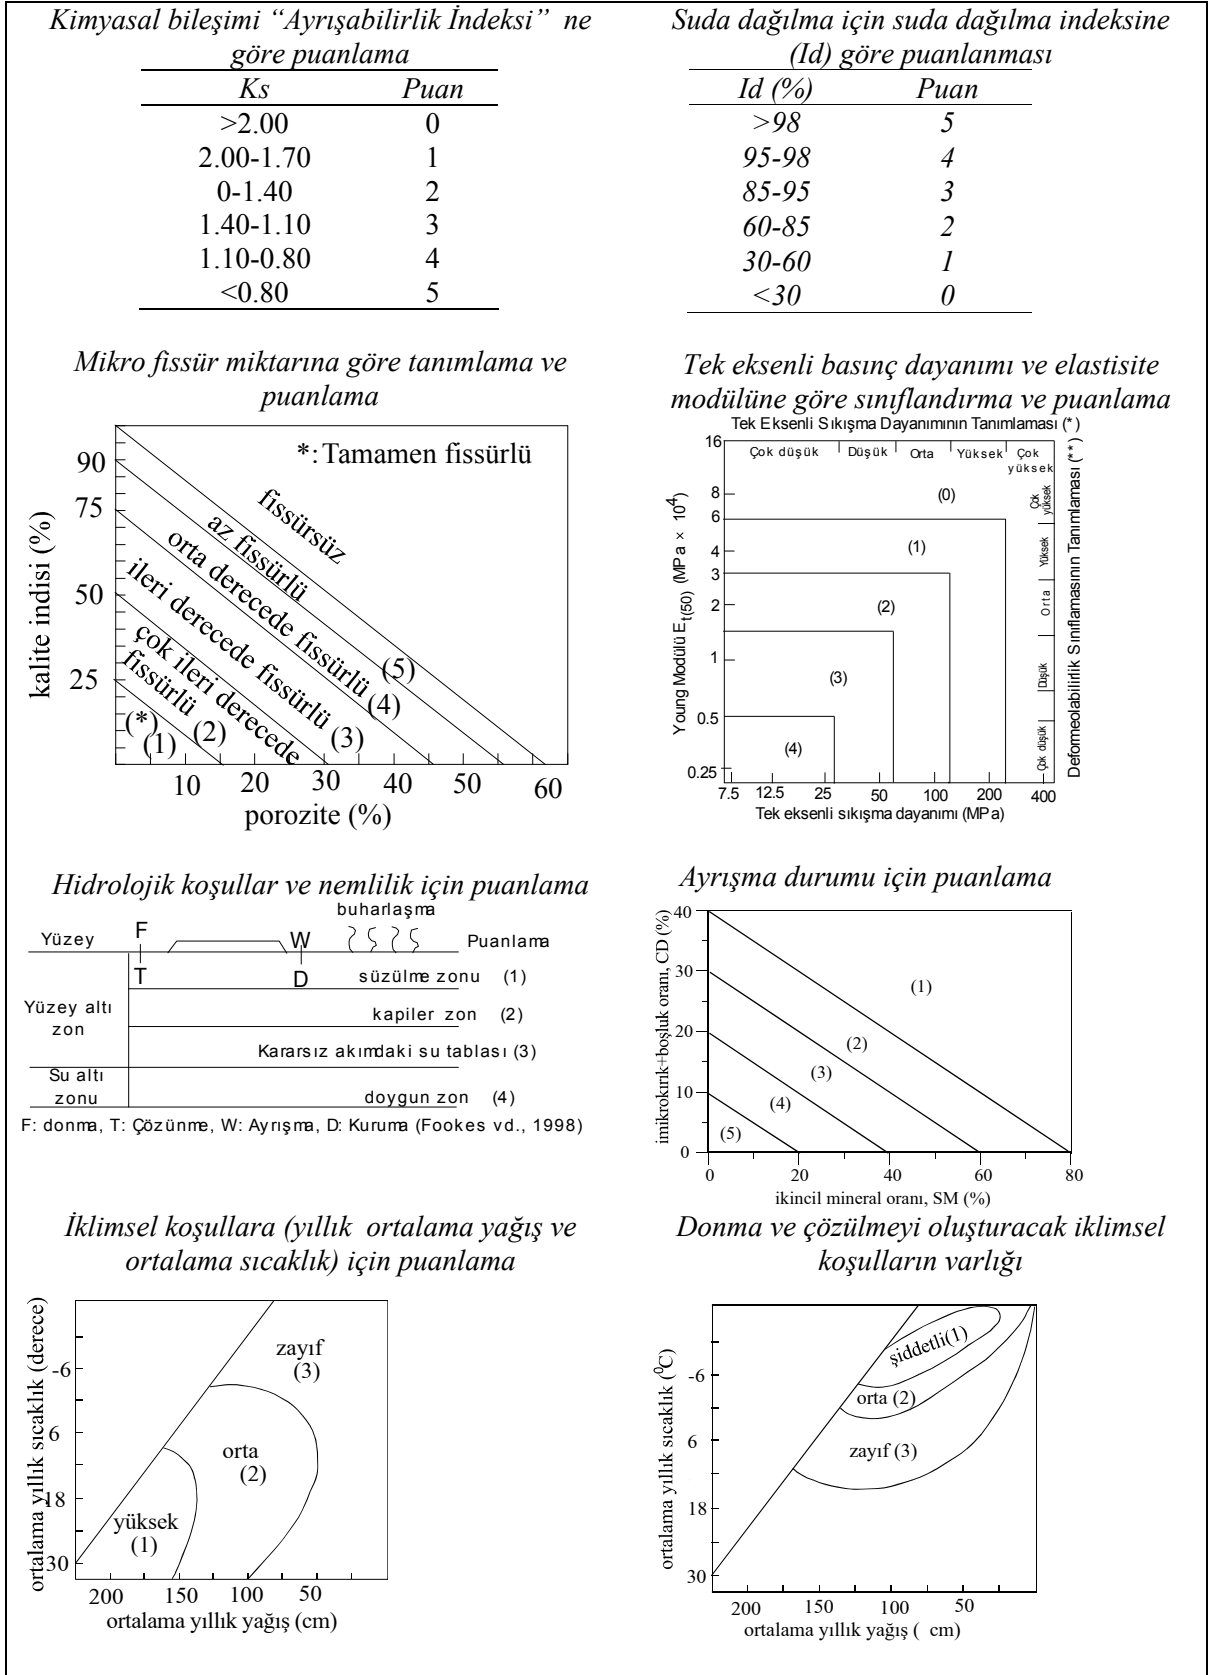 Kimyasal bileşimi “Ayrışabilirlik İndeksi” ne
göre puanlama
Ks Puan
>2.00 0
2.00-1.70 1
0-1.40 2
1.40-1.10 3
1.10-0.80 4
<0.80 5
Suda dağılma için suda dağılma indeksine
(Id) göre puanlanması
Id (%) Puan
>98 5
95-98 4
85-95 3
60-85 2
30-60 1
<30 0
Mikro fissür miktarına göre tanımlama ve
puanlama
*:Tamamen fissürlü
fissürsüz
az fissürlü
orta derecede fissürlü
ileri derecede fissürlü
çok ileri derecede
fissürlü
(5)
(4)
(3)
(2)
(*)
(1)
kalite indisi (%)
90
75
50
25
10 20 30 40 50 60
porozite (%)
Tek eksenli basınç dayanımı ve elastisite
modülüne göre sınıflandırma ve puanlama
Tek Eksenli Sıkışma Dayanımının Tanımlaması (*)
Çok düşük Düşük Orta Yüksek Çok
yüksek
Deformeolabilirlik Sınıflamasının Tanımlaması (**)
Çok
yüksek
Yüksek
Orta
Düşük
Çok düşük
Young Modülü Et(50) (MPa × 10⁴)
16
8
6
4
3
2
1
0.5
0.25
(0)
(1)
(2)
(3)
(4)
7.5 12.5 25 50 100 200 400
Tek eksenli sıkışma dayanımı (MPa)
Hidrolojik koşullar ve nemlilik için puanlama
buharlaşma
Yüzey F W Puanlama
T D süzülme zonu (1)
Yüzey altı
zon
kapiler zon (2)
Kararsız akımdaki su tablası (3)
Su altı
zonu
doygun zon (4)
F: donma, T: Çözünme, W: Ayrışma, D: Kuruma (Fookes vd., 1998)
Ayrışma durumu için puanlama
imikrokırık+boşluk oranı, CD (%)
40
30
20
10
0
(1)
(2)
(3)
(4)
(5)
0 20 40 60 80
ikincil mineral oranı, SM (%)
İklimsel koşullara (yıllık ortalama yağış ve
ortalama sıcaklık) için puanlama
ortalama yıllık sıcaklık (derece)
-6
6
18
30
zayıf
(3)
orta
(2)
yüksek
(1)
200 150 100 50
ortalama yıllık yağış (cm)
Donma ve çözülmeyi oluşturacak iklimsel
koşulların varlığı
ortalama yıllık sıcaklık (⁰C)
-6
6
18
30
şiddetli(1)
orta (2)
zayıf (3)
200 150 100 50
ortalama yıllık yağış ( cm)